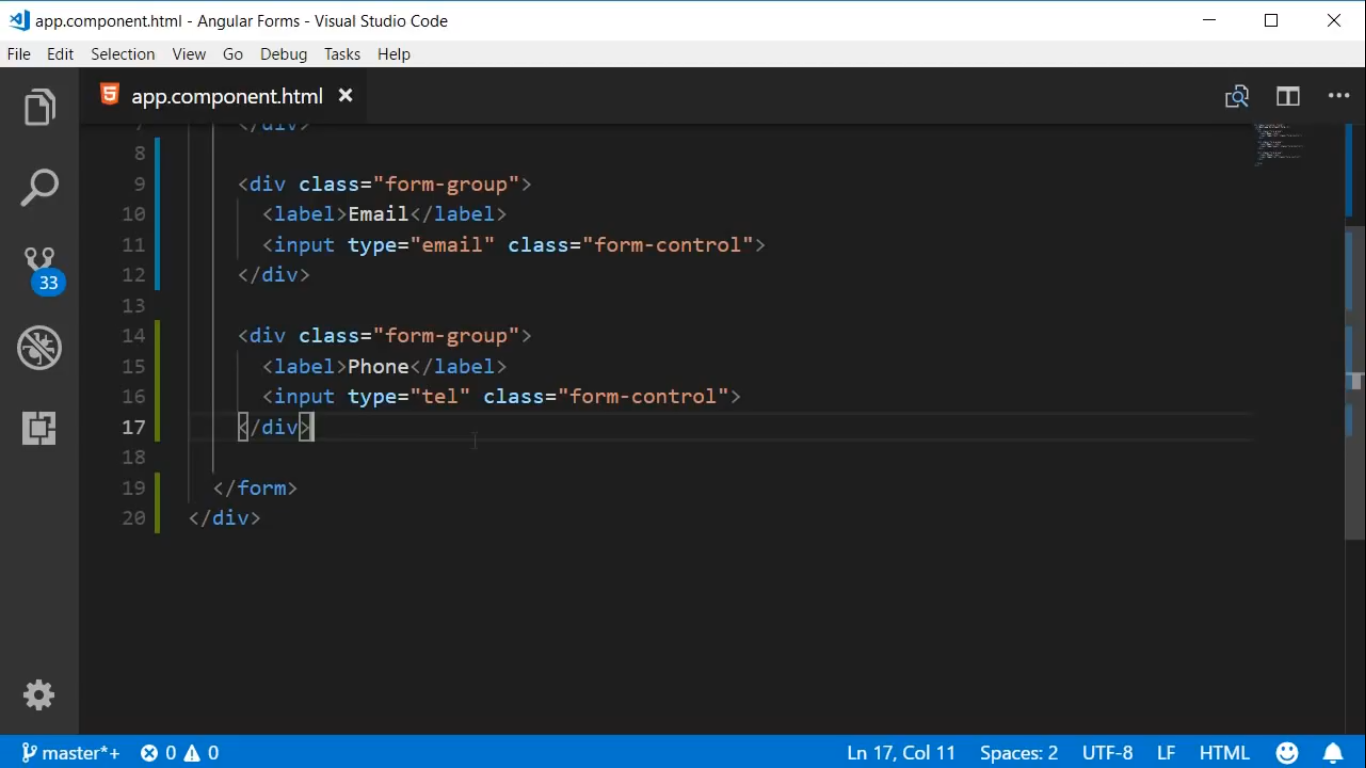 app.component.html - Angular Forms - Visual Studio Code
File Edit Selection View Go Debug Tasks Help
app.component.html
7 </div>
8
9 <div class="form-group">
10 <label>Email</label>
11 <input type="email" class="form-control">
12 </div>
13
14 <div class="form-group">
15 <label>Phone</label>
16 <input type="tel" class="form-control">
17 </div>
18
19 </form>
20 </div>
33
master*+ 0 0 Ln 17, Col 11 Spaces: 2 UTF-8 LF HTML